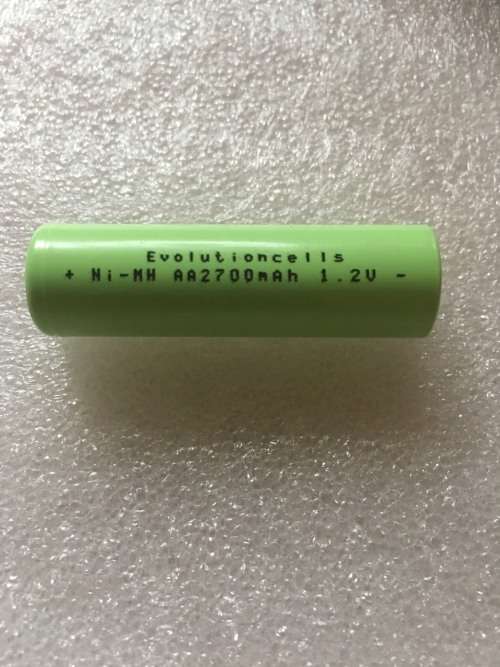 Evolutioncells
+ Ni-MH AA2700mAh 1.2V -